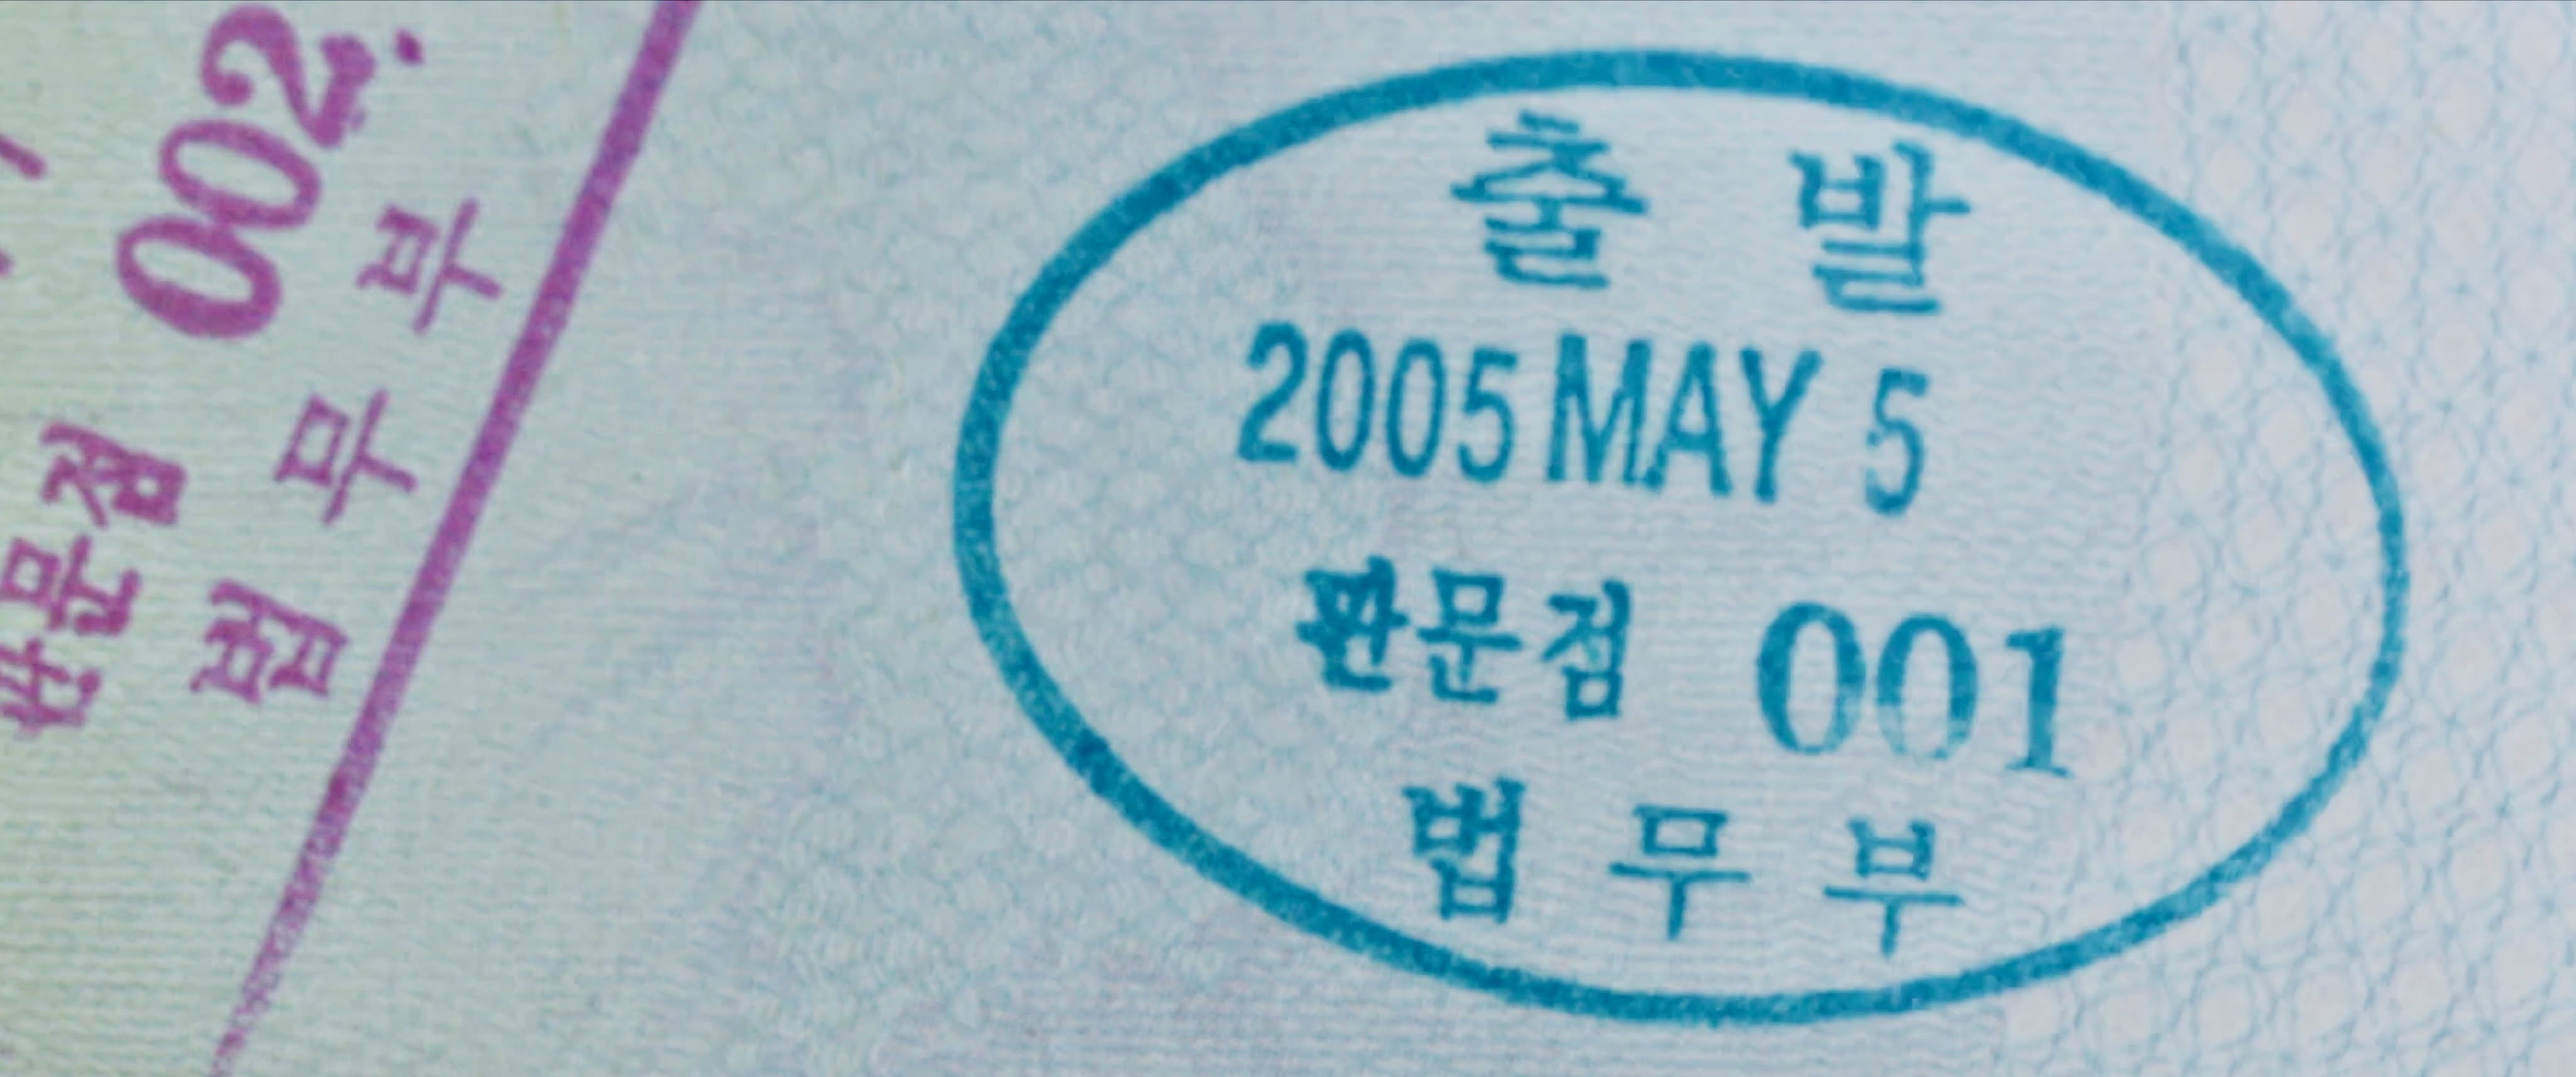 002.
판문점
법 무 부
출 발
2005 MAY 5
판문점 001
법 무 부